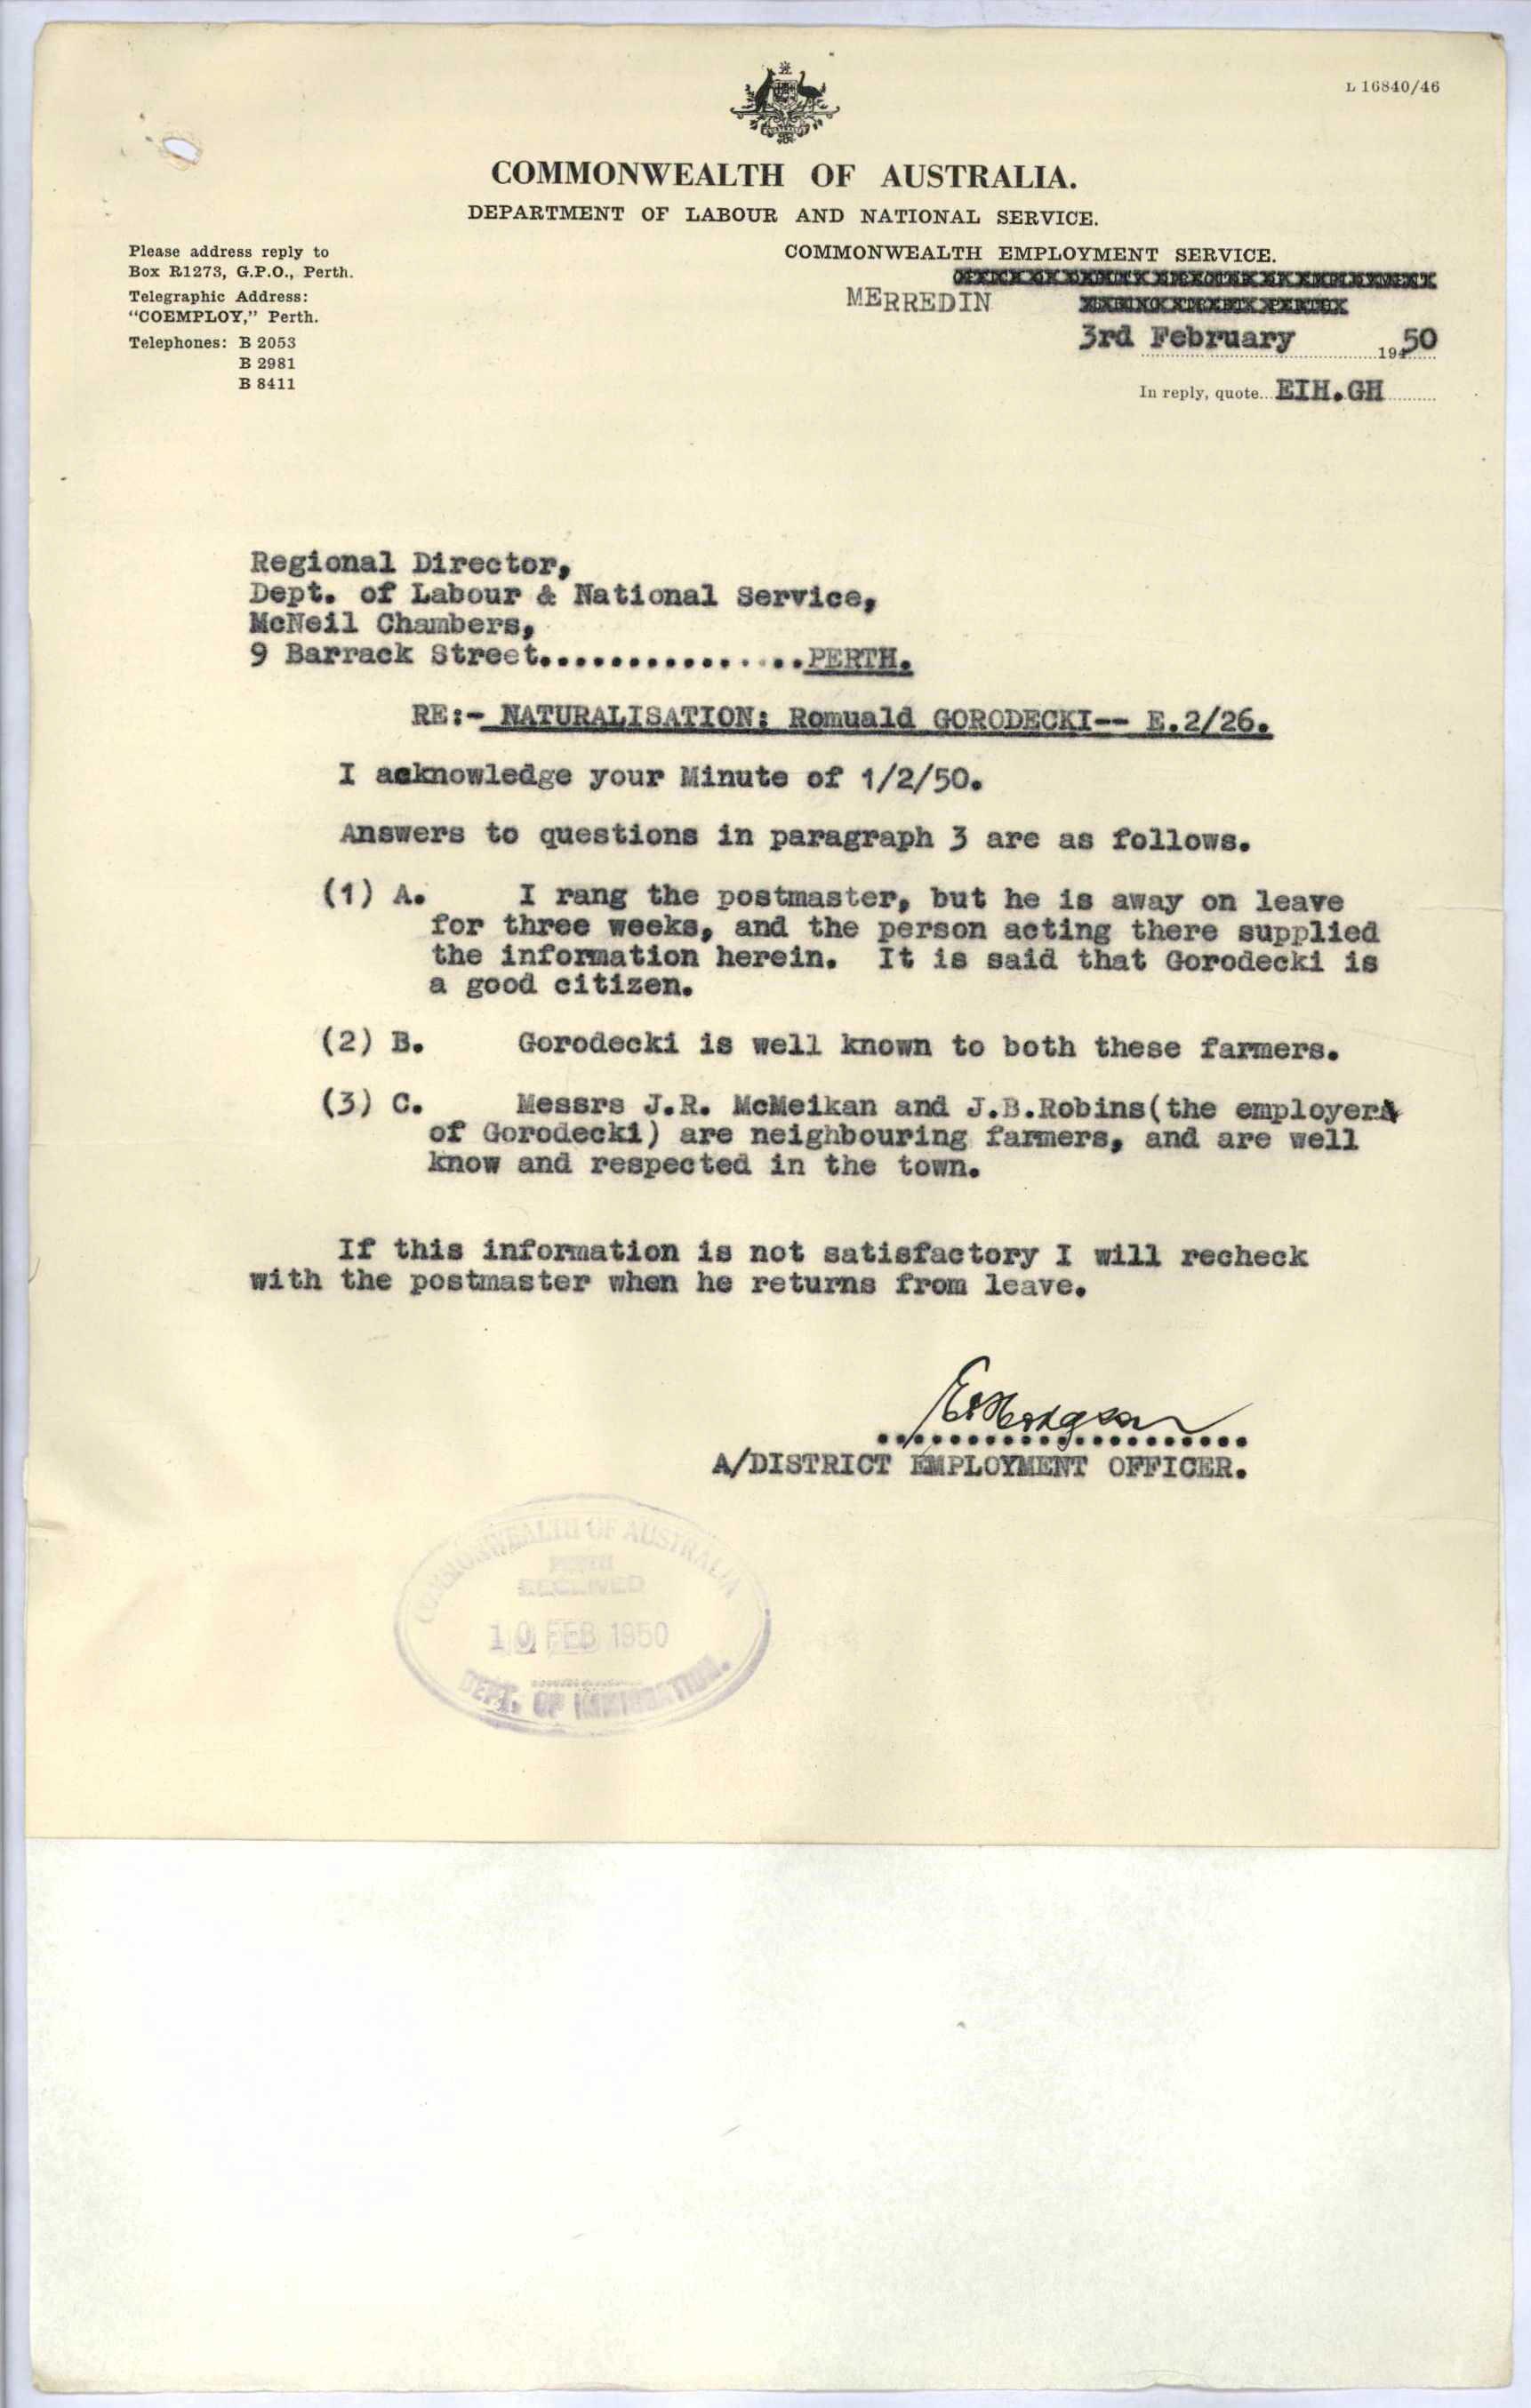 L 16840/46
COMMONWEALTH OF AUSTRALIA.
DEPARTMENT OF LABOUR AND NATIONAL SERVICE.
Please address reply to
Box R1273, G.P.O., Perth.
Telegraphic Address:
"COEMPLOY," Perth.
Telephones: B 2053
B 2981
B 8411
COMMONWEALTH EMPLOYMENT SERVICE.
MERREDIN
3rd February 1950
In reply, quote... EIH.GH
Regional Director,
Dept. of Labour & National Service,
McNeil Chambers,
9 Barrack Street................PERTH.
RE:- NATURALISATION: Romuald GORODECKI-- E.2/26.
I acknowledge your Minute of 1/2/50.
Answers to questions in paragraph 3 are as follows.
(1) A. I rang the postmaster, but he is away on leave
for three weeks, and the person acting there supplied
the information herein. It is said that Gorodecki is
a good citizen.
(2) B. Gorodecki is well known to both these farmers.
(3) C. Messrs J.R. McMeikan and J.B.Robins(the employer
of Gorodecki) are neighbouring farmers, and are well
know and respected in the town.
If this information is not satisfactory I will recheck
with the postmaster when he returns from leave.
EIHodgson
A/DISTRICT EMPLOYMENT OFFICER.
COMMONWEALTH OF AUSTRALIA
PERTH
RECEIVED
10 FEB 1950
DEPT. OF IMMIGRATION.